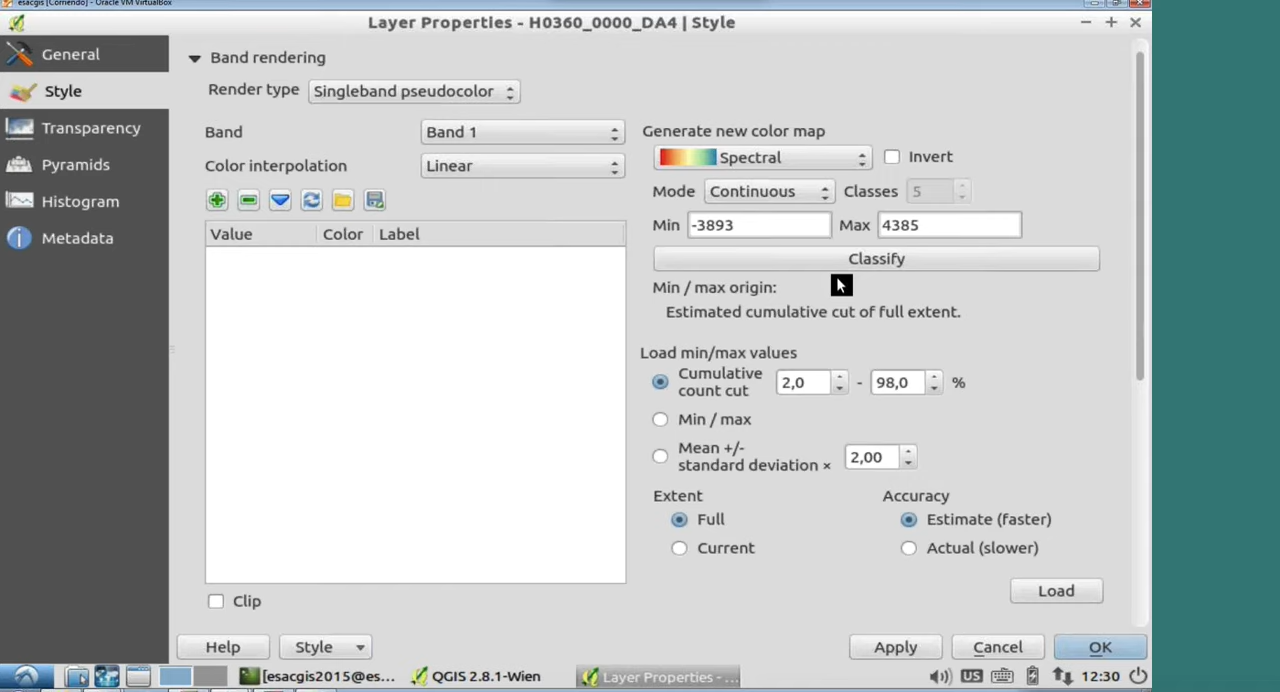 esacgis [Corriendo] - Oracle VM VirtualBox
Layer Properties - H0360_0000_DA4 | Style
General
Style
Transparency
Pyramids
Histogram
Metadata
Band rendering
Render type Singleband pseudocolor
Band Band 1
Color interpolation Linear
Value Color Label
Clip
Generate new color map
Spectral Invert
Mode Continuous Classes 5
Min -3893 Max 4385
Classify
Min / max origin:
Estimated cumulative cut of full extent.
Load min/max values
Cumulative
count cut 2,0 - 98,0 %
Min / max
Mean +/-
standard deviation × 2,00
Extent Accuracy
Full Estimate (faster)
Current Actual (slower)
Load
Help Style Apply Cancel OK
[esacgis2015@es... QGIS 2.8.1-Wien Layer Properties - ... US 12:30